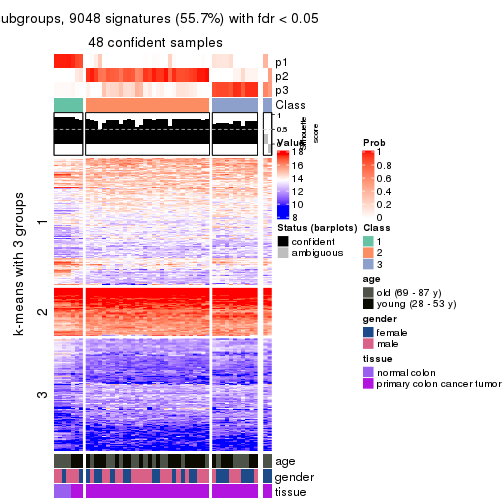 ubgroups, 9048 signatures (55.7%) with fdr < 0.05
48 confident samples
p1
p2
p3
Class
1
0.5
0
silhouette
score
k-means with 3 groups
1
2
3
age
gender
tissue
Value
18
16
14
12
10
8
Status (barplots)
confident
ambiguous
Prob
1
0.8
0.6
0.4
0.2
0
Class
1
2
3
age
old (69 - 87 y)
young (28 - 53 y)
gender
female
male
tissue
normal colon
primary colon cancer tumor